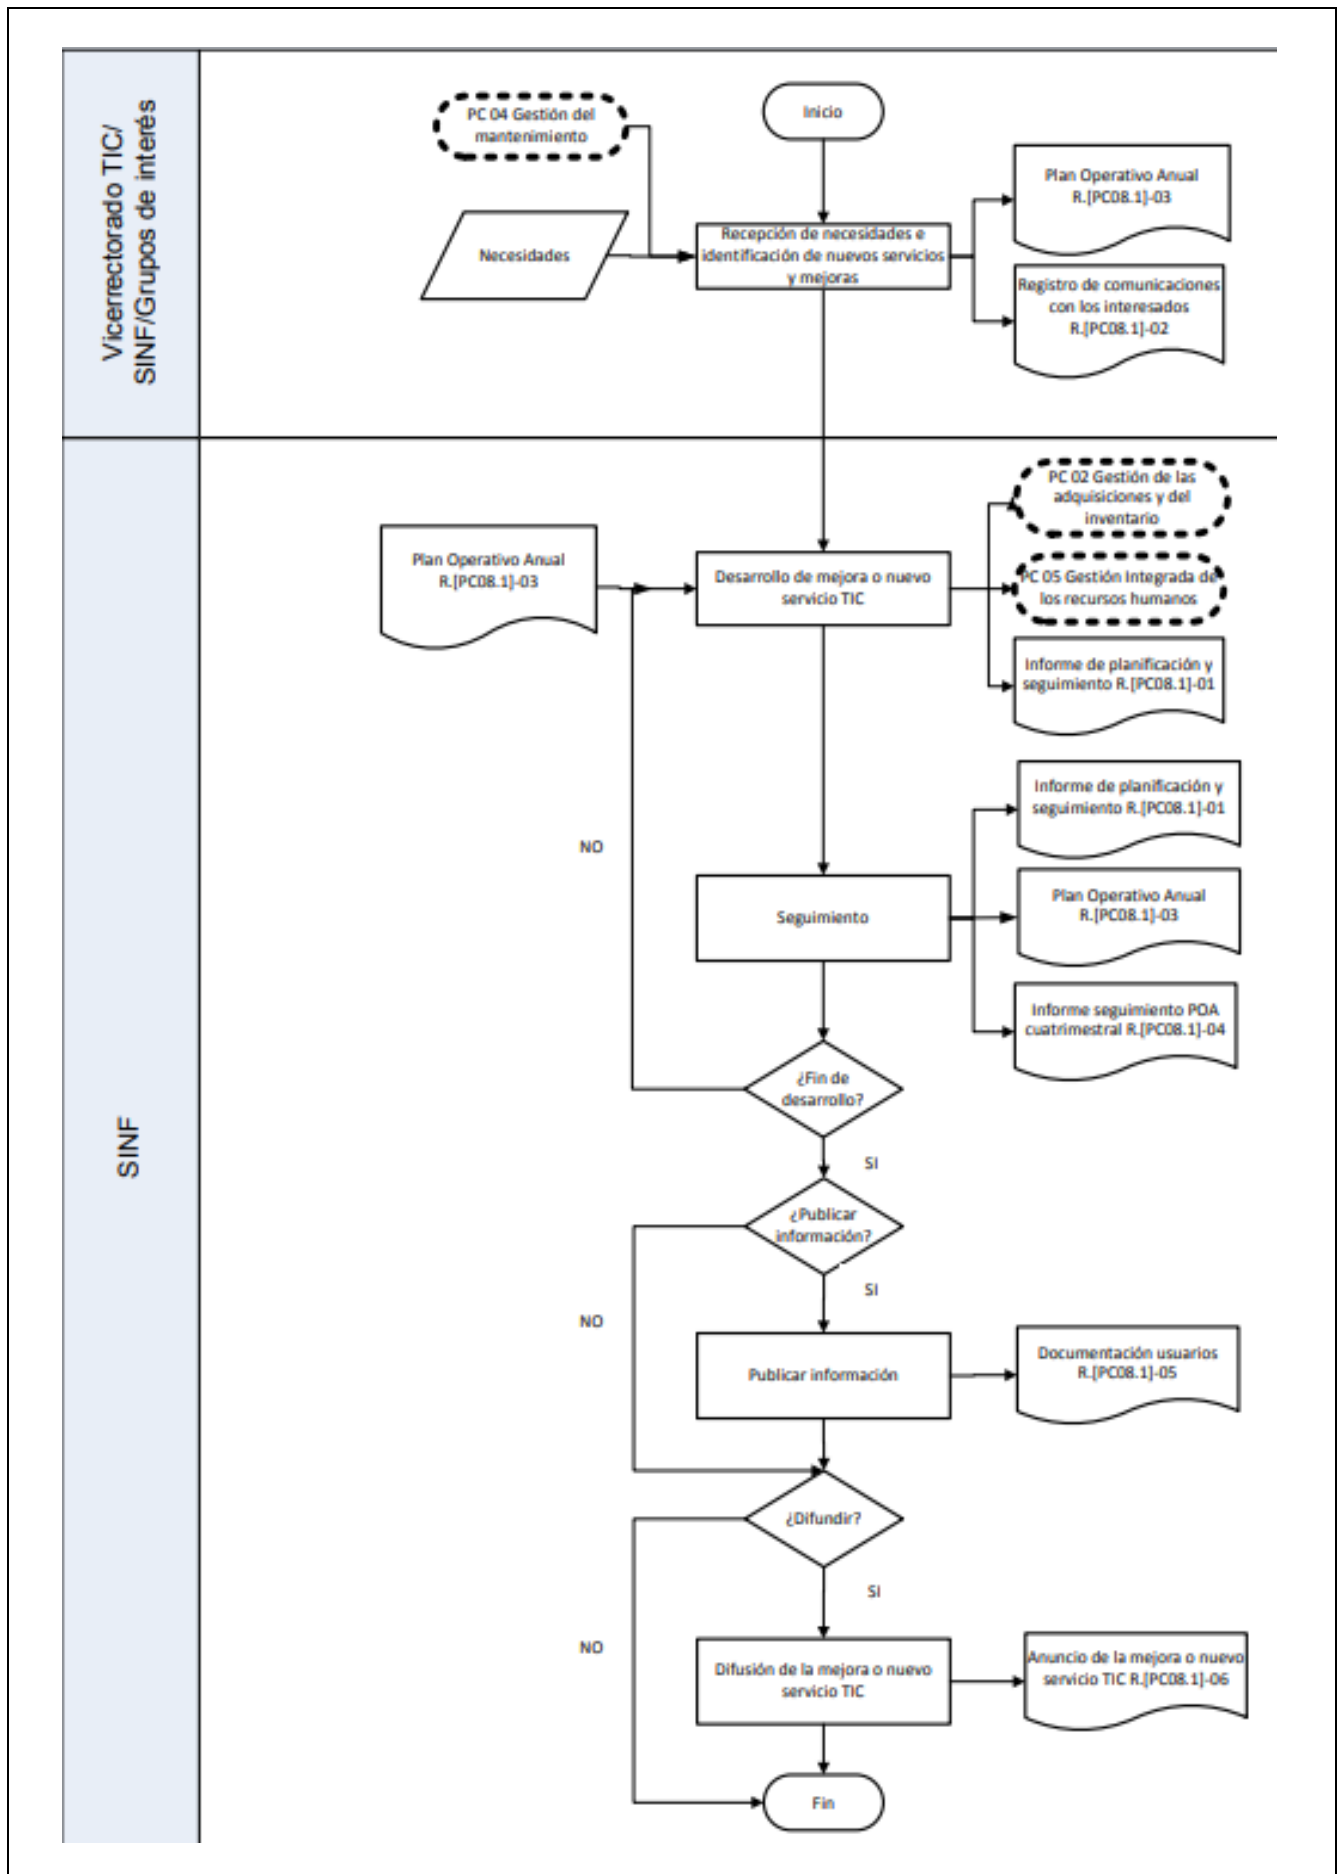 Vicerrectorado TIC/
SINF/Grupos de interés
PC 04 Gestión del
mantenimiento
Inicio
Plan Operativo Anual
R.[PC08.1]-03
Necesidades
Recepción de necesidades e
identificación de nuevos servicios
y mejoras
Registro de comunicaciones
con los interesados
R.[PC08.1]-02
SINF
PC 02 Gestión de las
adquisiciones y del
inventario
Plan Operativo Anual
R.[PC08.1]-03
Desarrollo de mejora o nuevo
servicio TIC
PC 05 Gestión Integrada de
los recursos humanos
Informe de planificación y
seguimiento R.[PC08.1]-01
Informe de planificación y
seguimiento R.[PC08.1]-01
NO
Seguimiento
Plan Operativo Anual
R.[PC08.1]-03
Informe seguimiento POA
cuatrimestral R.[PC08.1]-04
¿Fin de
desarrollo?
SI
¿Publicar
información?
SI
NO
Publicar información
Documentación usuarios
R.[PC08.1]-05
¿Difundir?
SI
NO
Difusión de la mejora o nuevo
servicio TIC
Anuncio de la mejora o nuevo
servicio TIC R.[PC08.1]-06
Fin